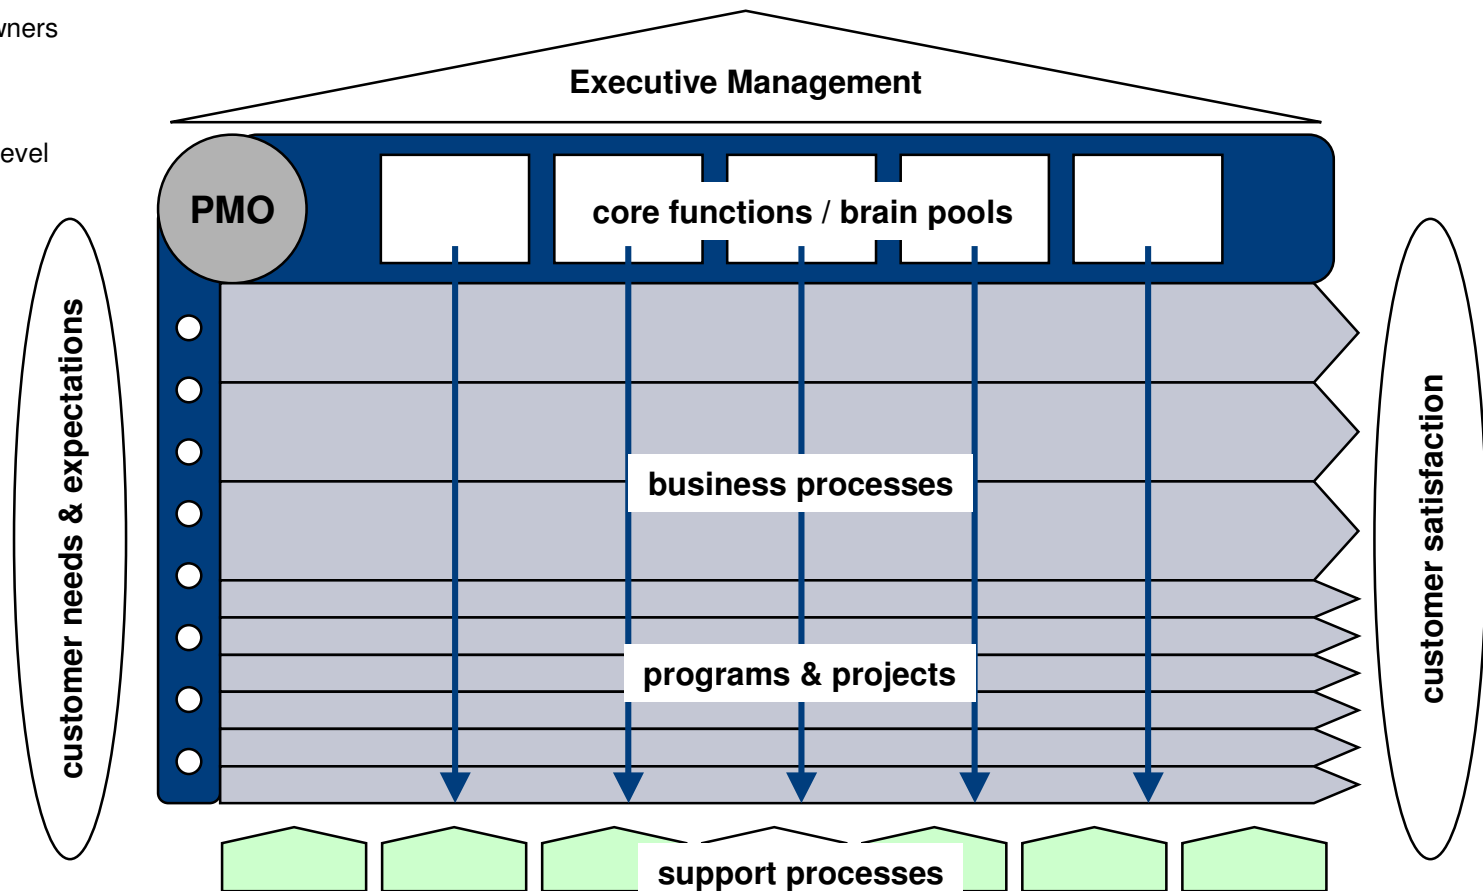 Executive Management
PMO
core functions / brain pools
customer needs & expectations
business processes
programs & projects
customer satisfaction
support processes